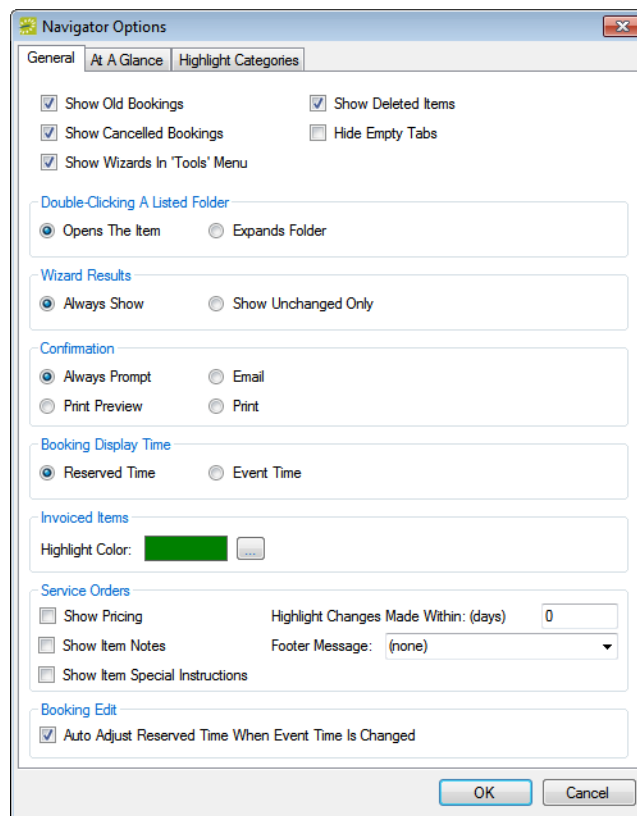 Navigator Options
General At A Glance Highlight Categories
Show Old Bookings Show Deleted Items
Show Cancelled Bookings Hide Empty Tabs
Show Wizards In 'Tools' Menu
Double-Clicking A Listed Folder
Opens The Item Expands Folder
Wizard Results
Always Show Show Unchanged Only
Confirmation
Always Prompt Email
Print Preview Print
Booking Display Time
Reserved Time Event Time
Invoiced Items
Highlight Color: ...
Service Orders
Show Pricing Highlight Changes Made Within: (days) 0
Show Item Notes Footer Message: (none)
Show Item Special Instructions
Booking Edit
Auto Adjust Reserved Time When Event Time Is Changed
OK Cancel